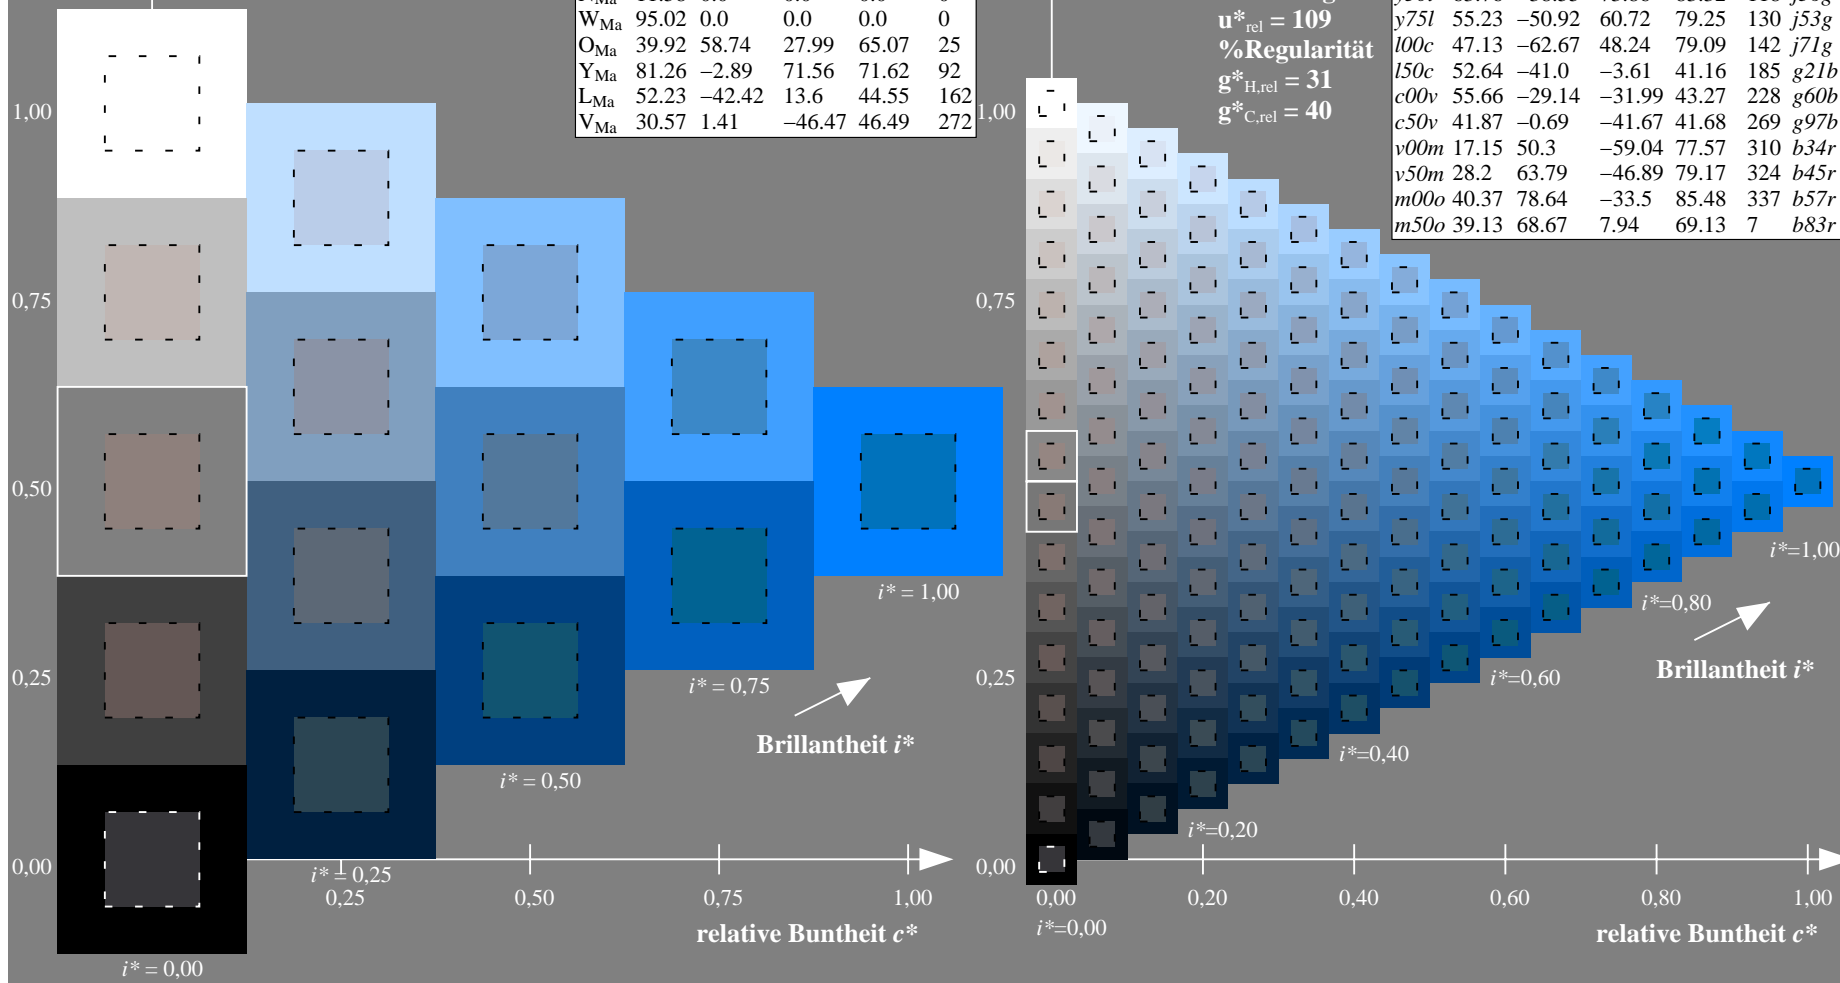 W_Ma 95.02 0.0 0.0 0.0 0
O_Ma 39.92 58.74 27.99 65.07 25
Y_Ma 81.26 −2.89 71.56 71.62 92
L_Ma 52.23 −42.42 13.6 44.55 162
V_Ma 30.57 1.41 −46.47 46.49 272
1,00
0,75
0,50
0,25
0,00
i* = 1,00
i* = 0,75
Brillantheit i*
i* = 0,50
i* = 0,25
0,25 0,50 0,75 1,00
relative Buntheit c*
i* = 0,00
u*rel = 109
%Regularität
g*H,rel = 31
g*C,rel = 40
y75l 55.23 −50.92 60.72 79.25 130 j53g
l00c 47.13 −62.67 48.24 79.09 142 j71g
l50c 52.64 −41.0 −3.61 41.16 185 g21b
c00v 55.66 −29.14 −31.99 43.27 228 g60b
c50v 41.87 −0.69 −41.67 41.68 269 g97b
v00m 17.15 50.3 −59.04 77.57 310 b34r
v50m 28.2 63.79 −46.89 79.17 324 b45r
m00o 40.37 78.64 −33.5 85.48 337 b57r
m50o 39.13 68.67 7.94 69.13 7 b83r
1,00
0,75
0,50
0,25
0,00
i*=1,00
i*=0,80
Brillantheit i*
i*=0,60
i*=0,40
i*=0,20
0,00 0,20 0,40 0,60 0,80 1,00
i*=0,00
relative Buntheit c*